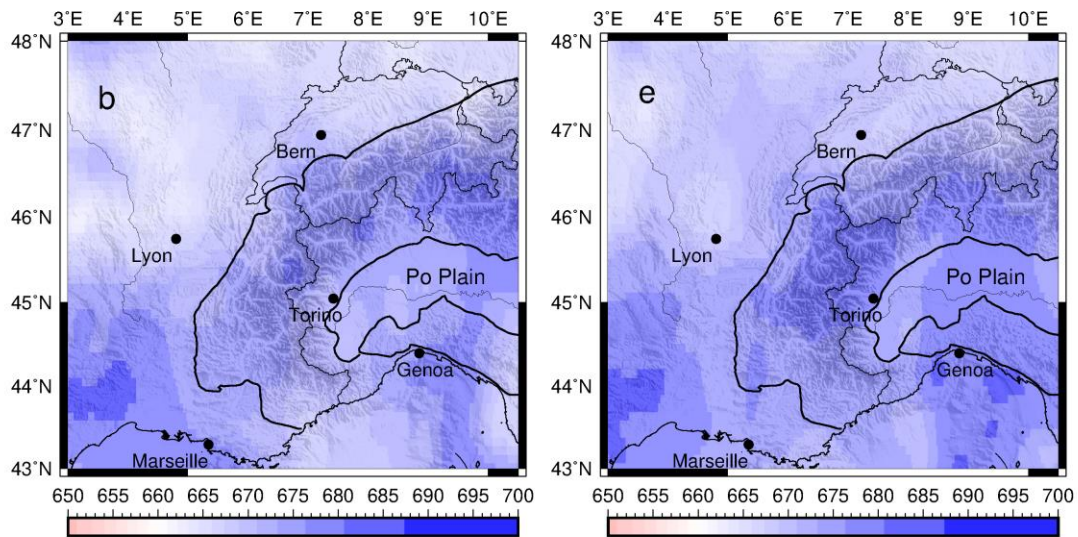 3˚E 4˚E 5˚E 6˚E 7˚E 8˚E 9˚E 10˚E
48˚N
b
47˚N
Bern
46˚N
Lyon
Po Plain
45˚N
Torino
44˚N
Genoa
Marseille
43˚N
650 655 660 665 670 675 680 685 690 695 700
3˚E 4˚E 5˚E 6˚E 7˚E 8˚E 9˚E 10˚E
48˚N
e
47˚N
Bern
46˚N
Lyon
Po Plain
45˚N
Torino
44˚N
Genoa
Marseille
43˚N
650 655 660 665 670 675 680 685 690 695 700